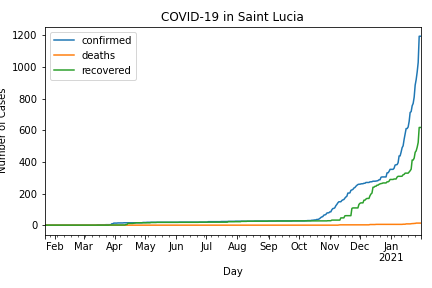 COVID-19 in Saint Lucia
confirmed
deaths
recovered
1200
1000
800
600
400
200
0
Number of Cases
Feb Mar Apr May Jun Jul Aug Sep Oct Nov Dec Jan
2021
Day